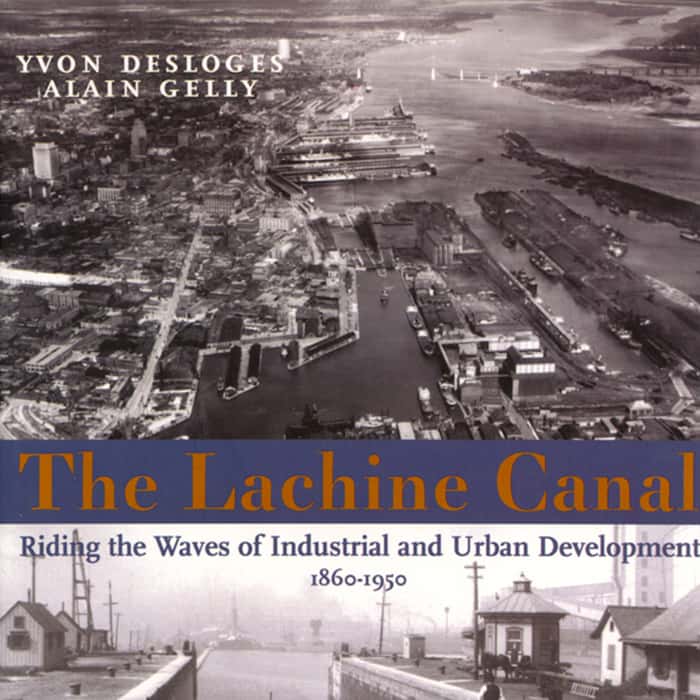 YVON DESLOGES
ALAIN GELLY
The Lachine Canal
Riding the Waves of Industrial and Urban Development
1860-1950